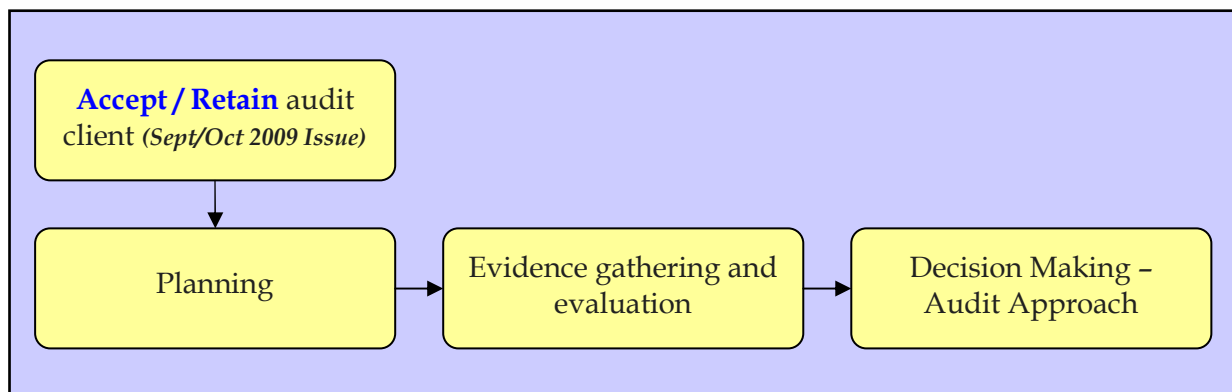 Accept / Retain audit
client (Sept/Oct 2009 Issue)
Planning
Evidence gathering and
evaluation
Decision Making –
Audit Approach